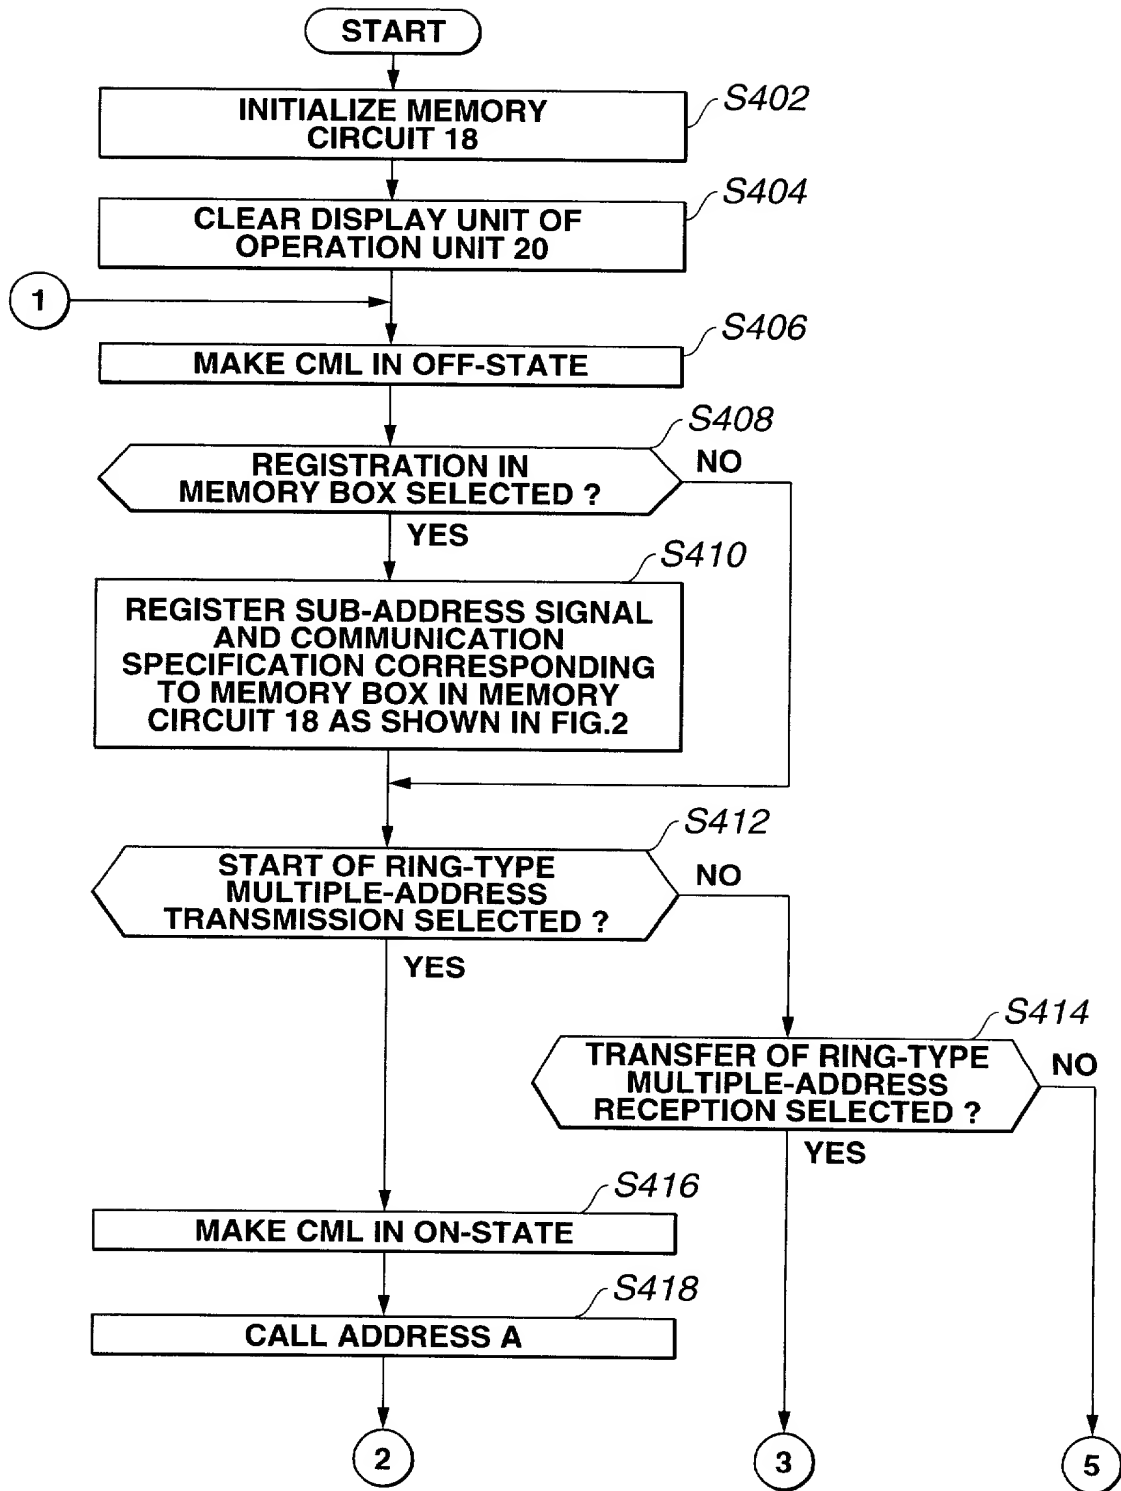 START
INITIALIZE MEMORY
CIRCUIT 18
S402
CLEAR DISPLAY UNIT OF
OPERATION UNIT 20
S404
1
MAKE CML IN OFF-STATE
S406
REGISTRATION IN
MEMORY BOX SELECTED ?
S408
NO
YES
REGISTER SUB-ADDRESS SIGNAL
AND COMMUNICATION
SPECIFICATION CORRESPONDING
TO MEMORY BOX IN MEMORY
CIRCUIT 18 AS SHOWN IN FIG.2
S410
START OF RING-TYPE
MULTIPLE-ADDRESS
TRANSMISSION SELECTED ?
S412
NO
YES
TRANSFER OF RING-TYPE
MULTIPLE-ADDRESS
RECEPTION SELECTED ?
S414
NO
YES
MAKE CML IN ON-STATE
S416
CALL ADDRESS A
S418
2
3
5